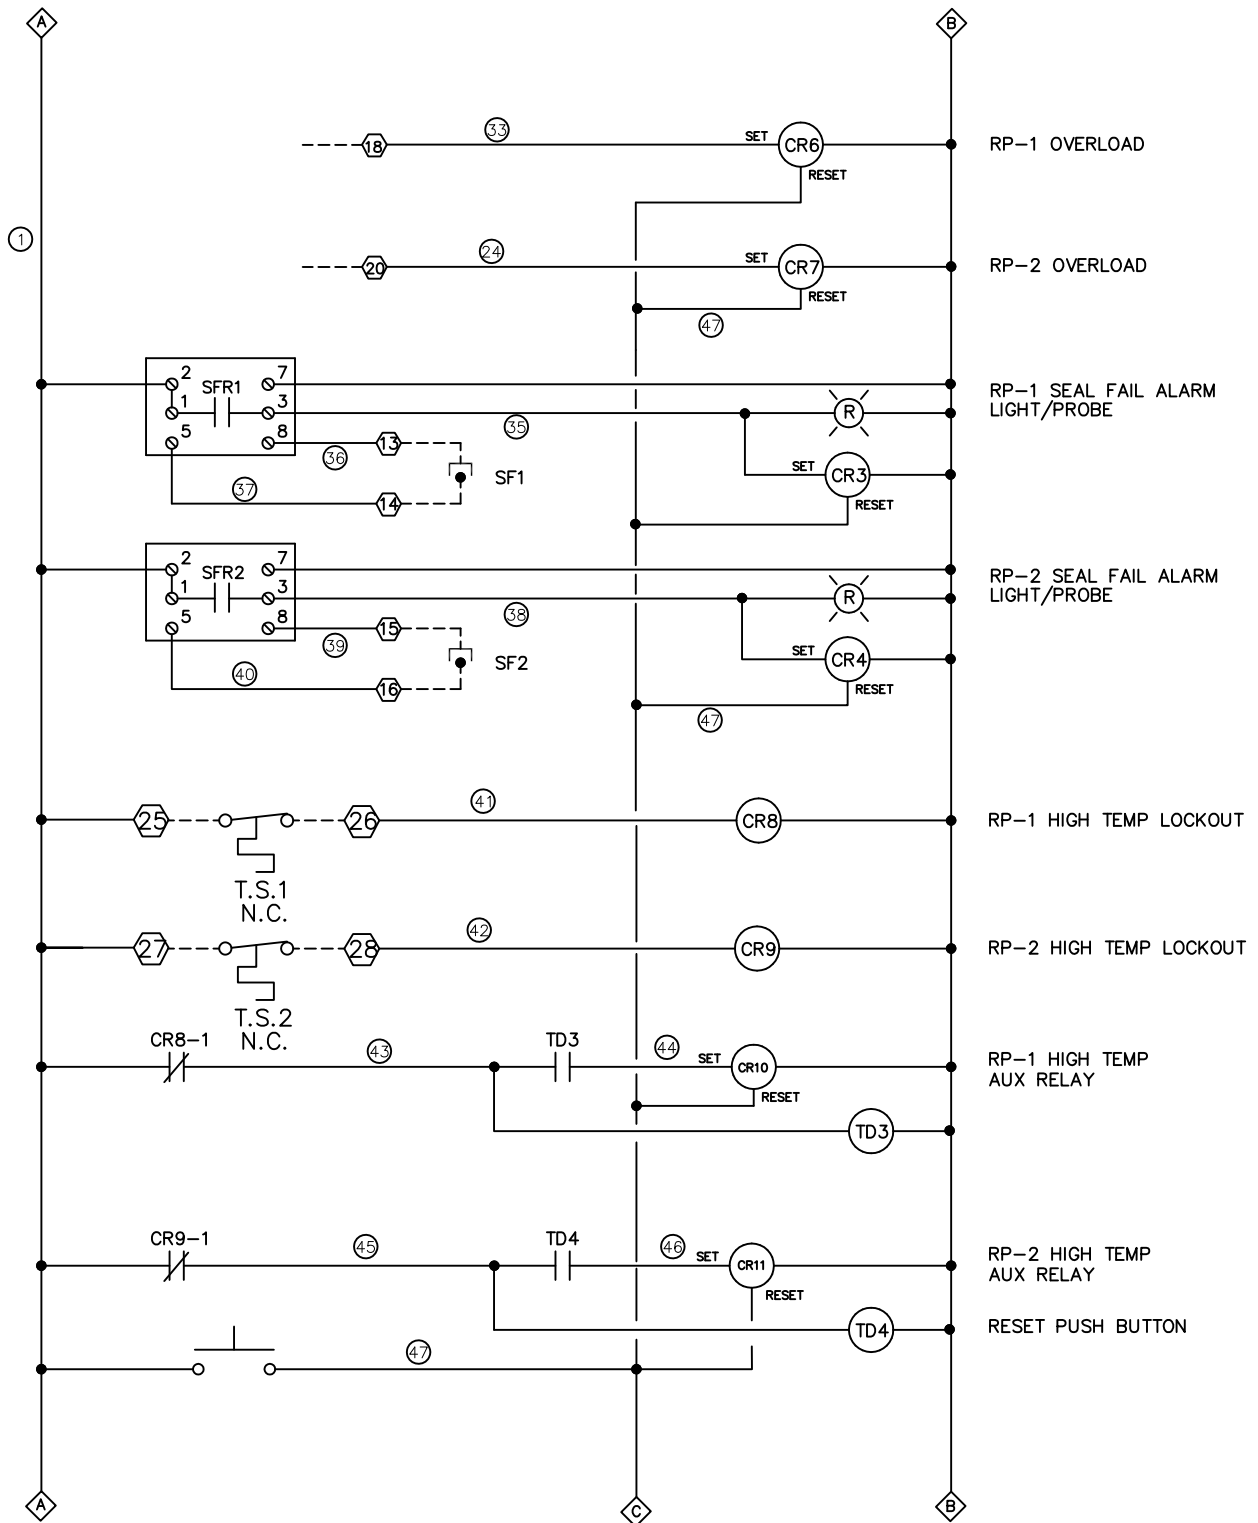 A
B
33
18
SET
CR6
RESET
RP-1 OVERLOAD
1
24
20
SET
CR7
RESET
RP-2 OVERLOAD
47
2
7
SFR1
1
3
5
8
35
R
RP-1 SEAL FAIL ALARM
LIGHT/PROBE
13
36
SF1
SET
CR3
RESET
37
14
2
7
SFR2
1
3
5
8
38
R
RP-2 SEAL FAIL ALARM
LIGHT/PROBE
15
39
SF2
SET
CR4
RESET
40
16
47
41
25
26
CR8
RP-1 HIGH TEMP LOCKOUT
T.S.1
N.C.
42
27
28
CR9
RP-2 HIGH TEMP LOCKOUT
T.S.2
N.C.
CR8-1
43
TD3
44
SET
CR10
RESET
RP-1 HIGH TEMP
AUX RELAY
TD3
CR9-1
45
TD4
46
SET
CR11
RESET
RP-2 HIGH TEMP
AUX RELAY
TD4
RESET PUSH BUTTON
47
A
C
B